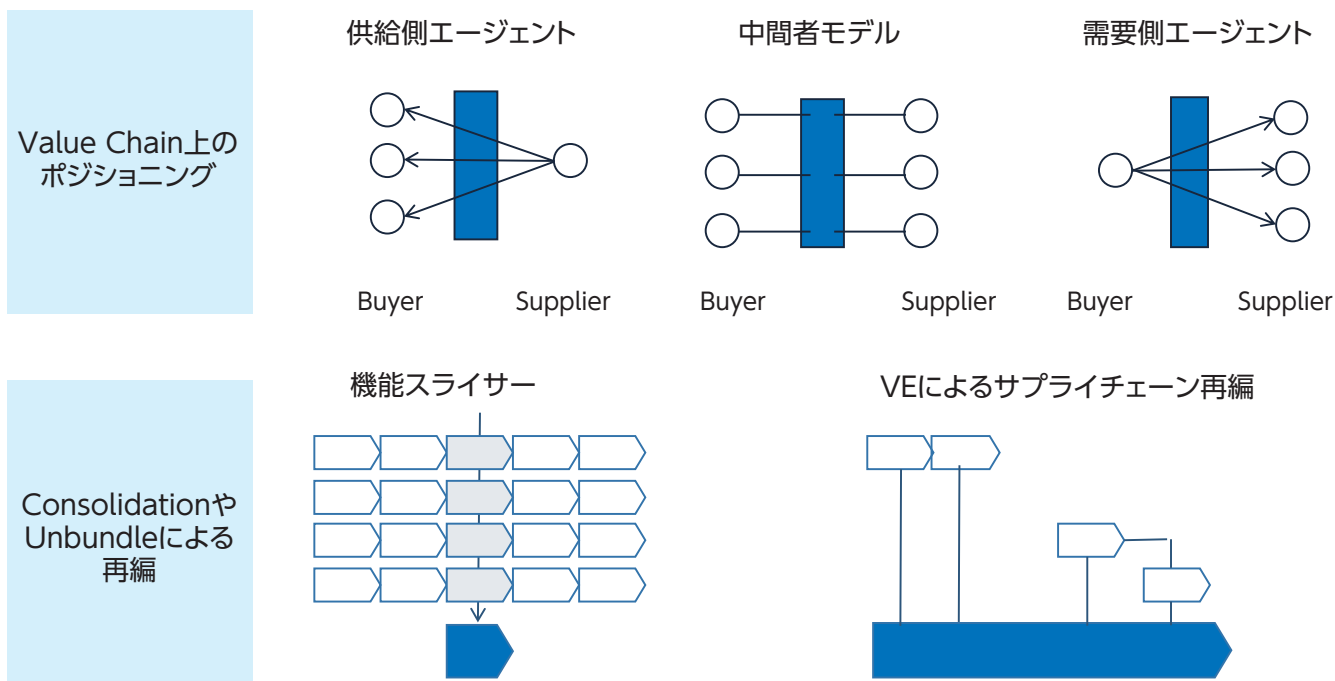 Value Chain上の
ポジショニング
供給側エージェント
中間者モデル
需要側エージェント
Buyer
Supplier
Buyer
Supplier
Buyer
Supplier
Consolidationや
Unbundleによる
再編
機能スライサー
VEによるサプライチェーン再編